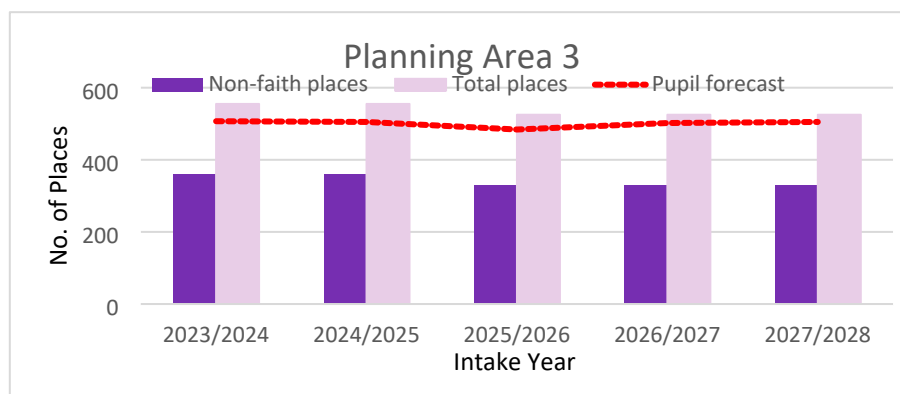 Planning Area 3
Non-faith places Total places Pupil forecast
600
400
200
0
No. of Places
2023/2024 2024/2025 2025/2026 2026/2027 2027/2028
Intake Year